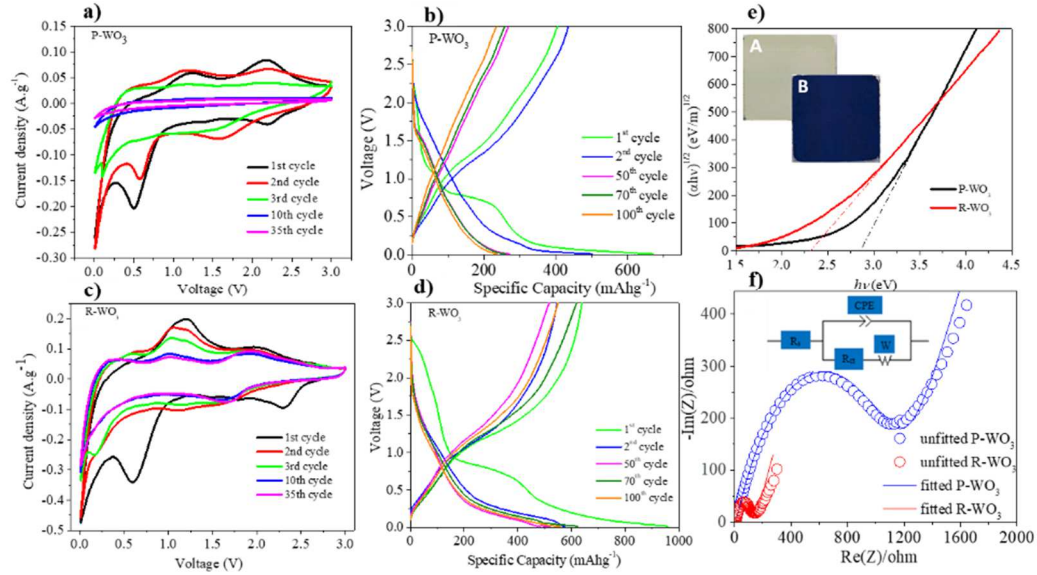 a)
P-WO3
Current density (A.g-1)
0.10
0.05
0.00
-0.05
-0.10
-0.15
-0.20
-0.25
-0.30
1st cycle
2nd cycle
3rd cycle
10th cycle
35th cycle
0.0 0.5 1.0 1.5 2.0 2.5 3.0
Voltage (V)
b)
P-WO3
Voltage (V)
3.0
2.5
2.0
1.5
1.0
0.5
0.0
1st cycle
2nd cycle
50th cycle
70th cycle
100th cycle
0 200 400 600
Specific Capacity (mAhg-1)
e)
A
B
(αhν)1/2 (eV/m)1/2
800
700
600
500
400
300
200
100
0
P-WO3
R-WO3
1.5 2.0 2.5 3.0 3.5 4.0 4.5
hν (eV)
c)
R-WO3
Current density (A.g-1)
0.2
0.1
0.0
-0.1
-0.2
-0.3
-0.4
-0.5
1st cycle
2nd cycle
3rd cycle
10th cycle
35th cycle
0.0 0.5 1.0 1.5 2.0 2.5 3.0
Voltage (V)
d)
R-WO3
Voltage (V)
3.0
2.5
2.0
1.5
1.0
0.5
0.0
1st cycle
2nd cycle
50th cycle
70th cycle
100th cycle
0 200 400 600 800 1000
Specific Capacity (mAhg-1)
f)
CPE
W
-Im(Z)/ohm
400
300
200
100
0
unfitted P-WO3
unfitted R-WO3
fitted P-WO3
fitted R-WO3
0 400 800 1200 1600 2000
Re(Z)/ohm